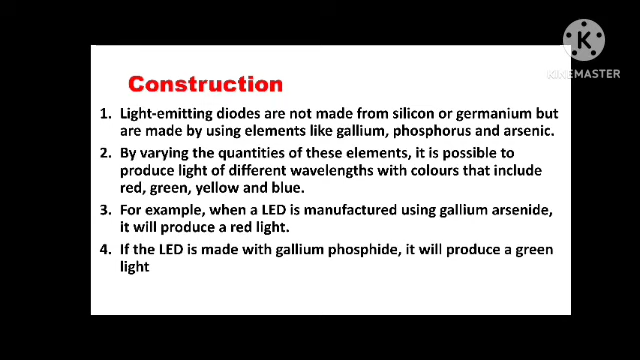 KINEMASTER
Construction
1. Light-emitting diodes are not made from silicon or germanium but
are made by using elements like gallium, phosphorus and arsenic.
2. By varying the quantities of these elements, it is possible to
produce light of different wavelengths with colours that include
red, green, yellow and blue.
3. For example, when a LED is manufactured using gallium arsenide,
it will produce a red light.
4. If the LED is made with gallium phosphide, it will produce a green
light